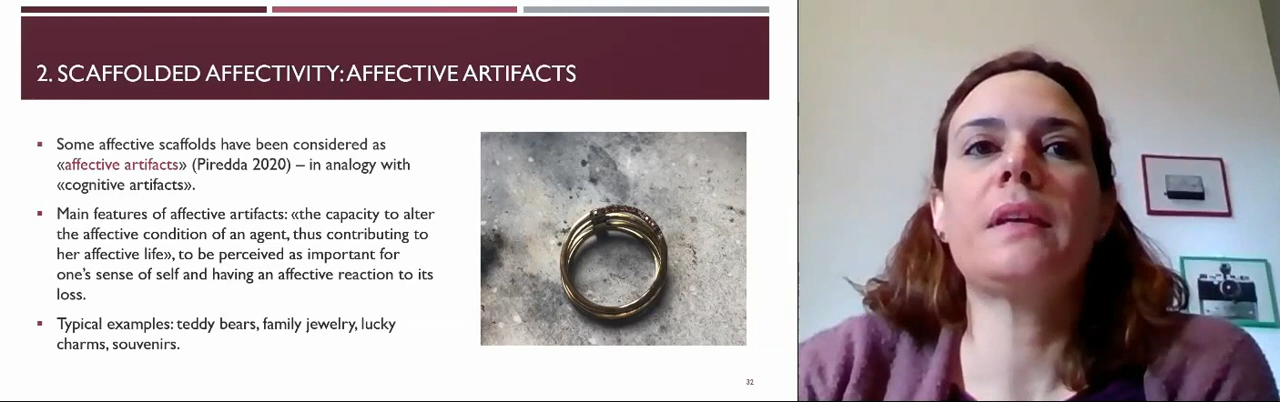 2. SCAFFOLDED AFFECTIVITY: AFFECTIVE ARTIFACTS
Some affective scaffolds have been considered as
«affective artifacts» (Piredda 2020) – in analogy with
«cognitive artifacts».
Main features of affective artifacts: «the capacity to alter
the affective condition of an agent, thus contributing to
her affective life», to be perceived as important for
one's sense of self and having an affective reaction to its
loss.
Typical examples: teddy bears, family jewelry, lucky
charms, souvenirs.
32